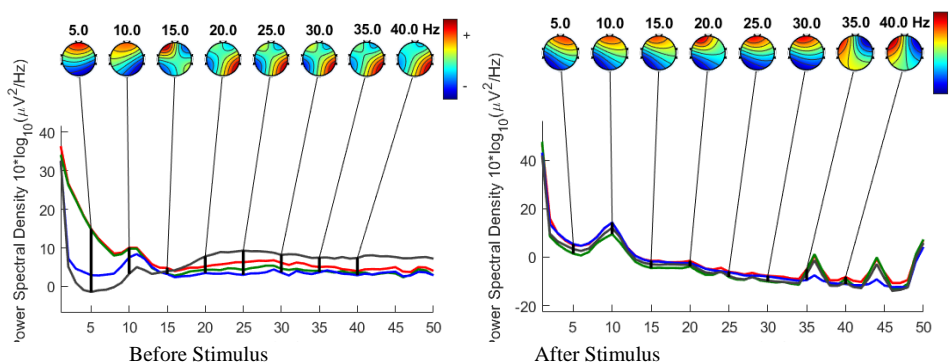 5.0 10.0 15.0 20.0 25.0 30.0 35.0 40.0 Hz
+
-
Power Spectral Density 10*log10(μV2/Hz)
40
30
20
10
0
5 10 15 20 25 30 35 40 45 50
Before Stimulus
5.0 10.0 15.0 20.0 25.0 30.0 35.0 40.0 Hz
ower Spectral Density 10*log10(μV2/Hz)
40
20
0
-20
5 10 15 20 25 30 35 40 45 50
After Stimulus